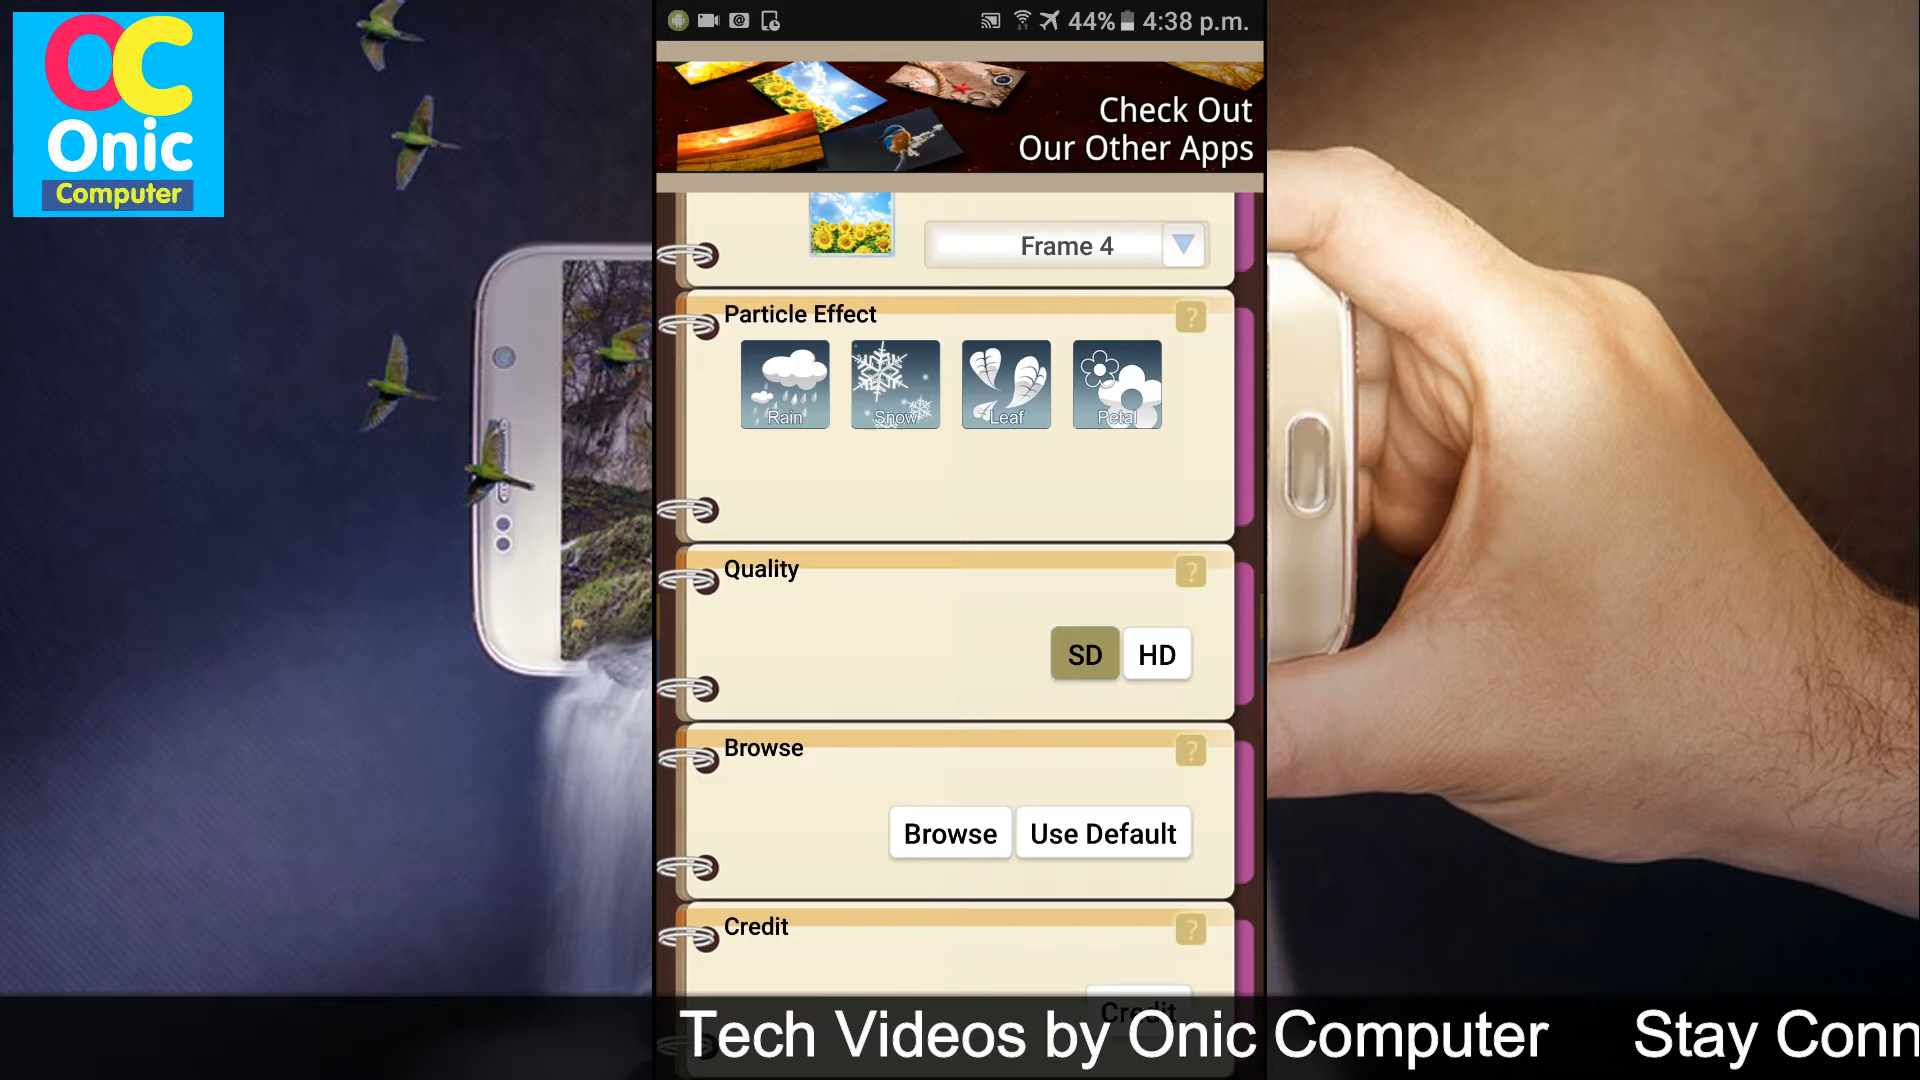 OC
Onic
Computer
44% 4:38 p.m.
Check Out
Our Other Apps
Frame 4
Particle Effect
?
Rain
Snow
Leaf
Petal
Quality
?
SD
HD
Browse
?
Browse
Use Default
Credit
?
Credit
Tech Videos by Onic Computer Stay Conn